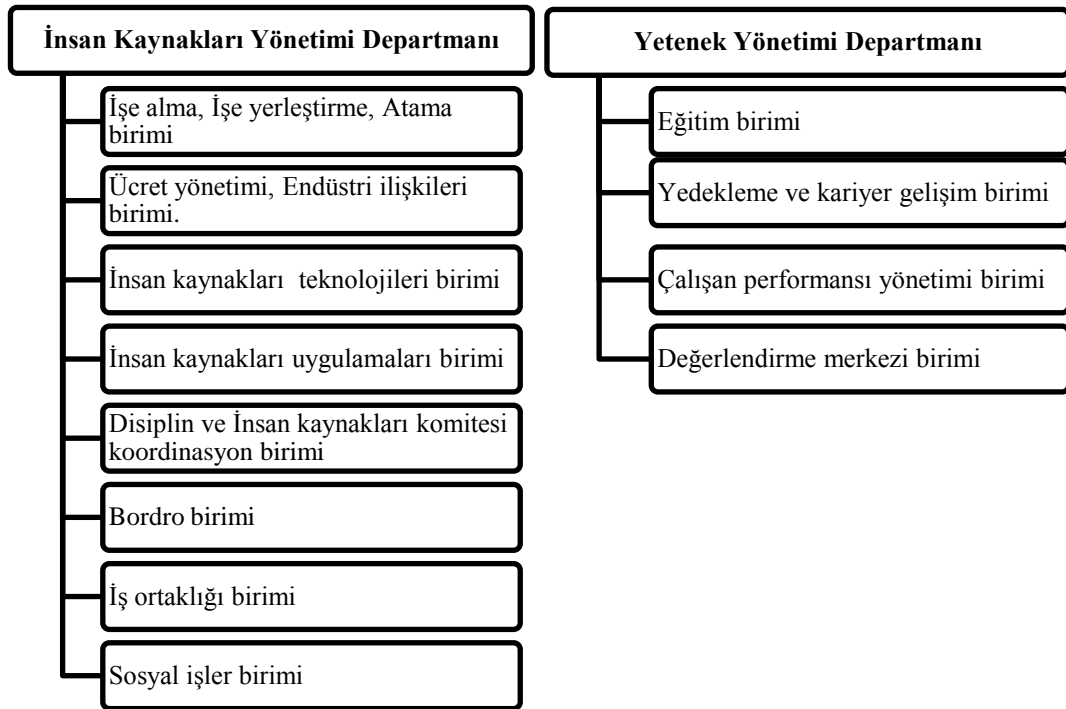 İnsan Kaynakları Yönetimi Departmanı
İşe alma, İşe yerleştirme, Atama
birimi
Ücret yönetimi, Endüstri ilişkileri
birimi.
İnsan kaynakları teknolojileri birimi
İnsan kaynakları uygulamaları birimi
Disiplin ve İnsan kaynakları komitesi
koordinasyon birimi
Bordro birimi
İş ortaklığı birimi
Sosyal işler birimi
Yetenek Yönetimi Departmanı
Eğitim birimi
Yedekleme ve kariyer gelişim birimi
Çalışan performansı yönetimi birimi
Değerlendirme merkezi birimi